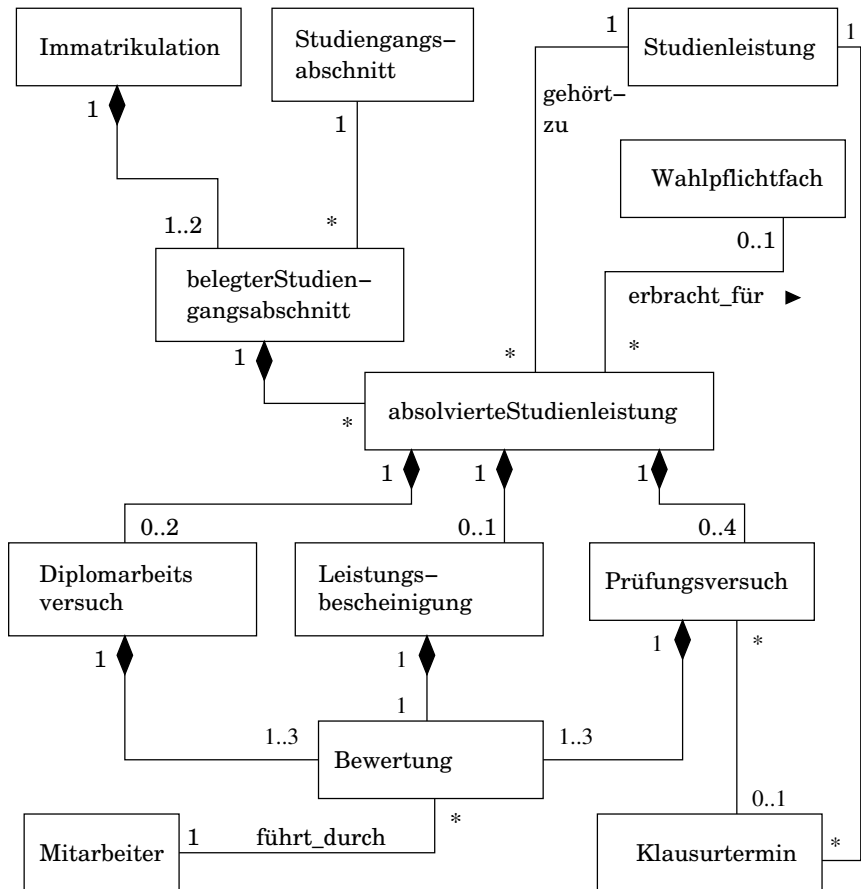 Immatrikulation
Studiengangs–
abschnitt
1
Studienleistung
1
1
1
gehört–
zu
Wahlpflichtfach
1..2
*
0..1
belegterStudien–
gangsabschnitt
erbracht_für ►
1
*
*
*
absolvierteStudienleistung
1
1
1
0..2
0..1
0..4
Diplomarbeits
versuch
Leistungs–
bescheinigung
Prüfungsversuch
1
1
1
*
1
1..3
1..3
Bewertung
0..1
*
Mitarbeiter
1
führt_durch
Klausurtermin
*